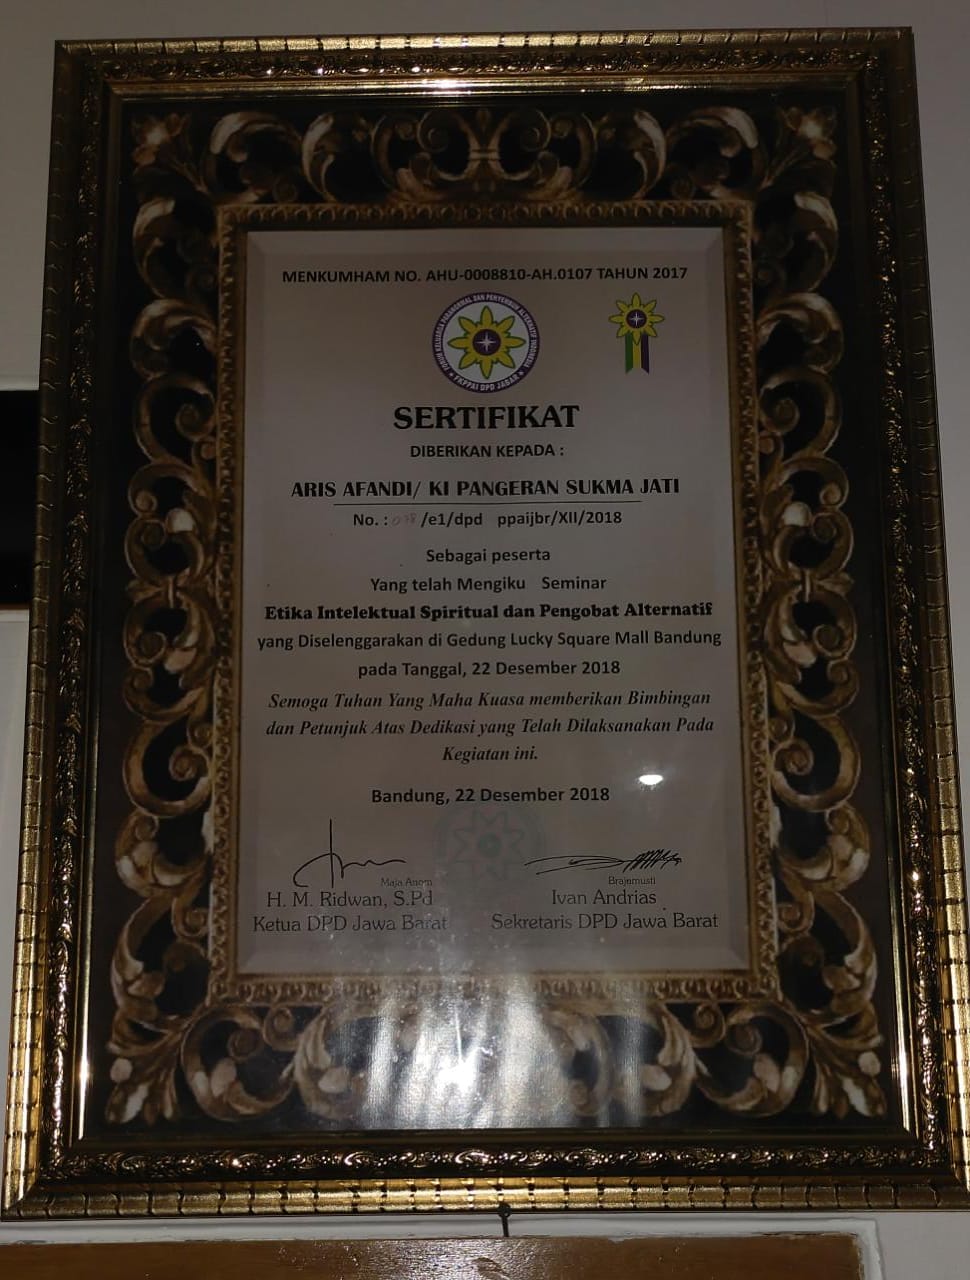 MENKUMHAM NO. AHU-0008810-AH.0107 TAHUN 2017
FKPPAI DPD JABAR
SERTIFIKAT
DIBERIKAN KEPADA :
ARIS AFANDI/ KI PANGERAN SUKMA JATI
No. : /e1/dpd ppaijbr/XII/2018
Sebagai peserta
Yang telah Mengiku Seminar
Etika Intelektual Spiritual dan Pengobat Alternatif
yang Diselenggarakan di Gedung Lucky Square Mall Bandung
pada Tanggal, 22 Desember 2018
Semoga Tuhan Yang Maha Kuasa memberikan Bimbingan
dan Petunjuk Atas Dedikasi yang Telah Dilaksanakan Pada
Kegiatan ini.
Bandung, 22 Desember 2018
Maja Anom
H. M. Ridwan, S.Pd
Ketua DPD Jawa Barat
Brajamusti
Ivan Andrias
Sekretaris DPD Jawa Barat